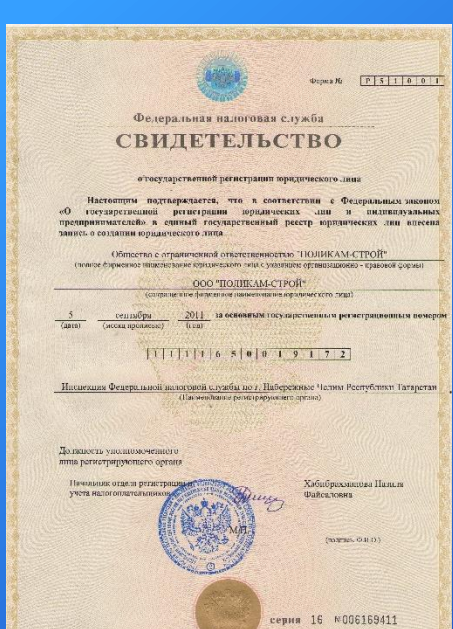 Форма № Р 5 1 0 0 1
Федеральная налоговая служба
СВИДЕТЕЛЬСТВО
о государственной регистрации юридического лица
Настоящим подтверждается, что в соответствии с Федеральным законом
«О государственной регистрации юридических лиц и индивидуальных
предпринимателей» в единый государственный реестр юридических лиц внесена
запись о создании юридического лица
Общество с ограниченной ответственностью "ПОЛИКАМ-СТРОЙ"
(полное фирменное наименование юридического лица с указанием организационно - правовой формы)
ООО "ПОЛИКАМ-СТРОЙ"
(сокращенное фирменное наименование юридического лица)
5 сентября 2011 за основным государственным регистрационным номером
(дата) (месяц прописью) (год)
1 1 1 1 6 5 0 0 1 9 1 7 2
Инспекция Федеральной налоговой службы по г. Набережные Челны Республики Татарстан
(Наименование регистрирующего органа)
Должность уполномоченного
лица регистрирующего органа
Начальник отдела регистрации и
учета налогоплательщиков
Хабибрахманова
Файсаловна
М.П.
(подпись, Ф.И.О.)
серия 16 №006169411